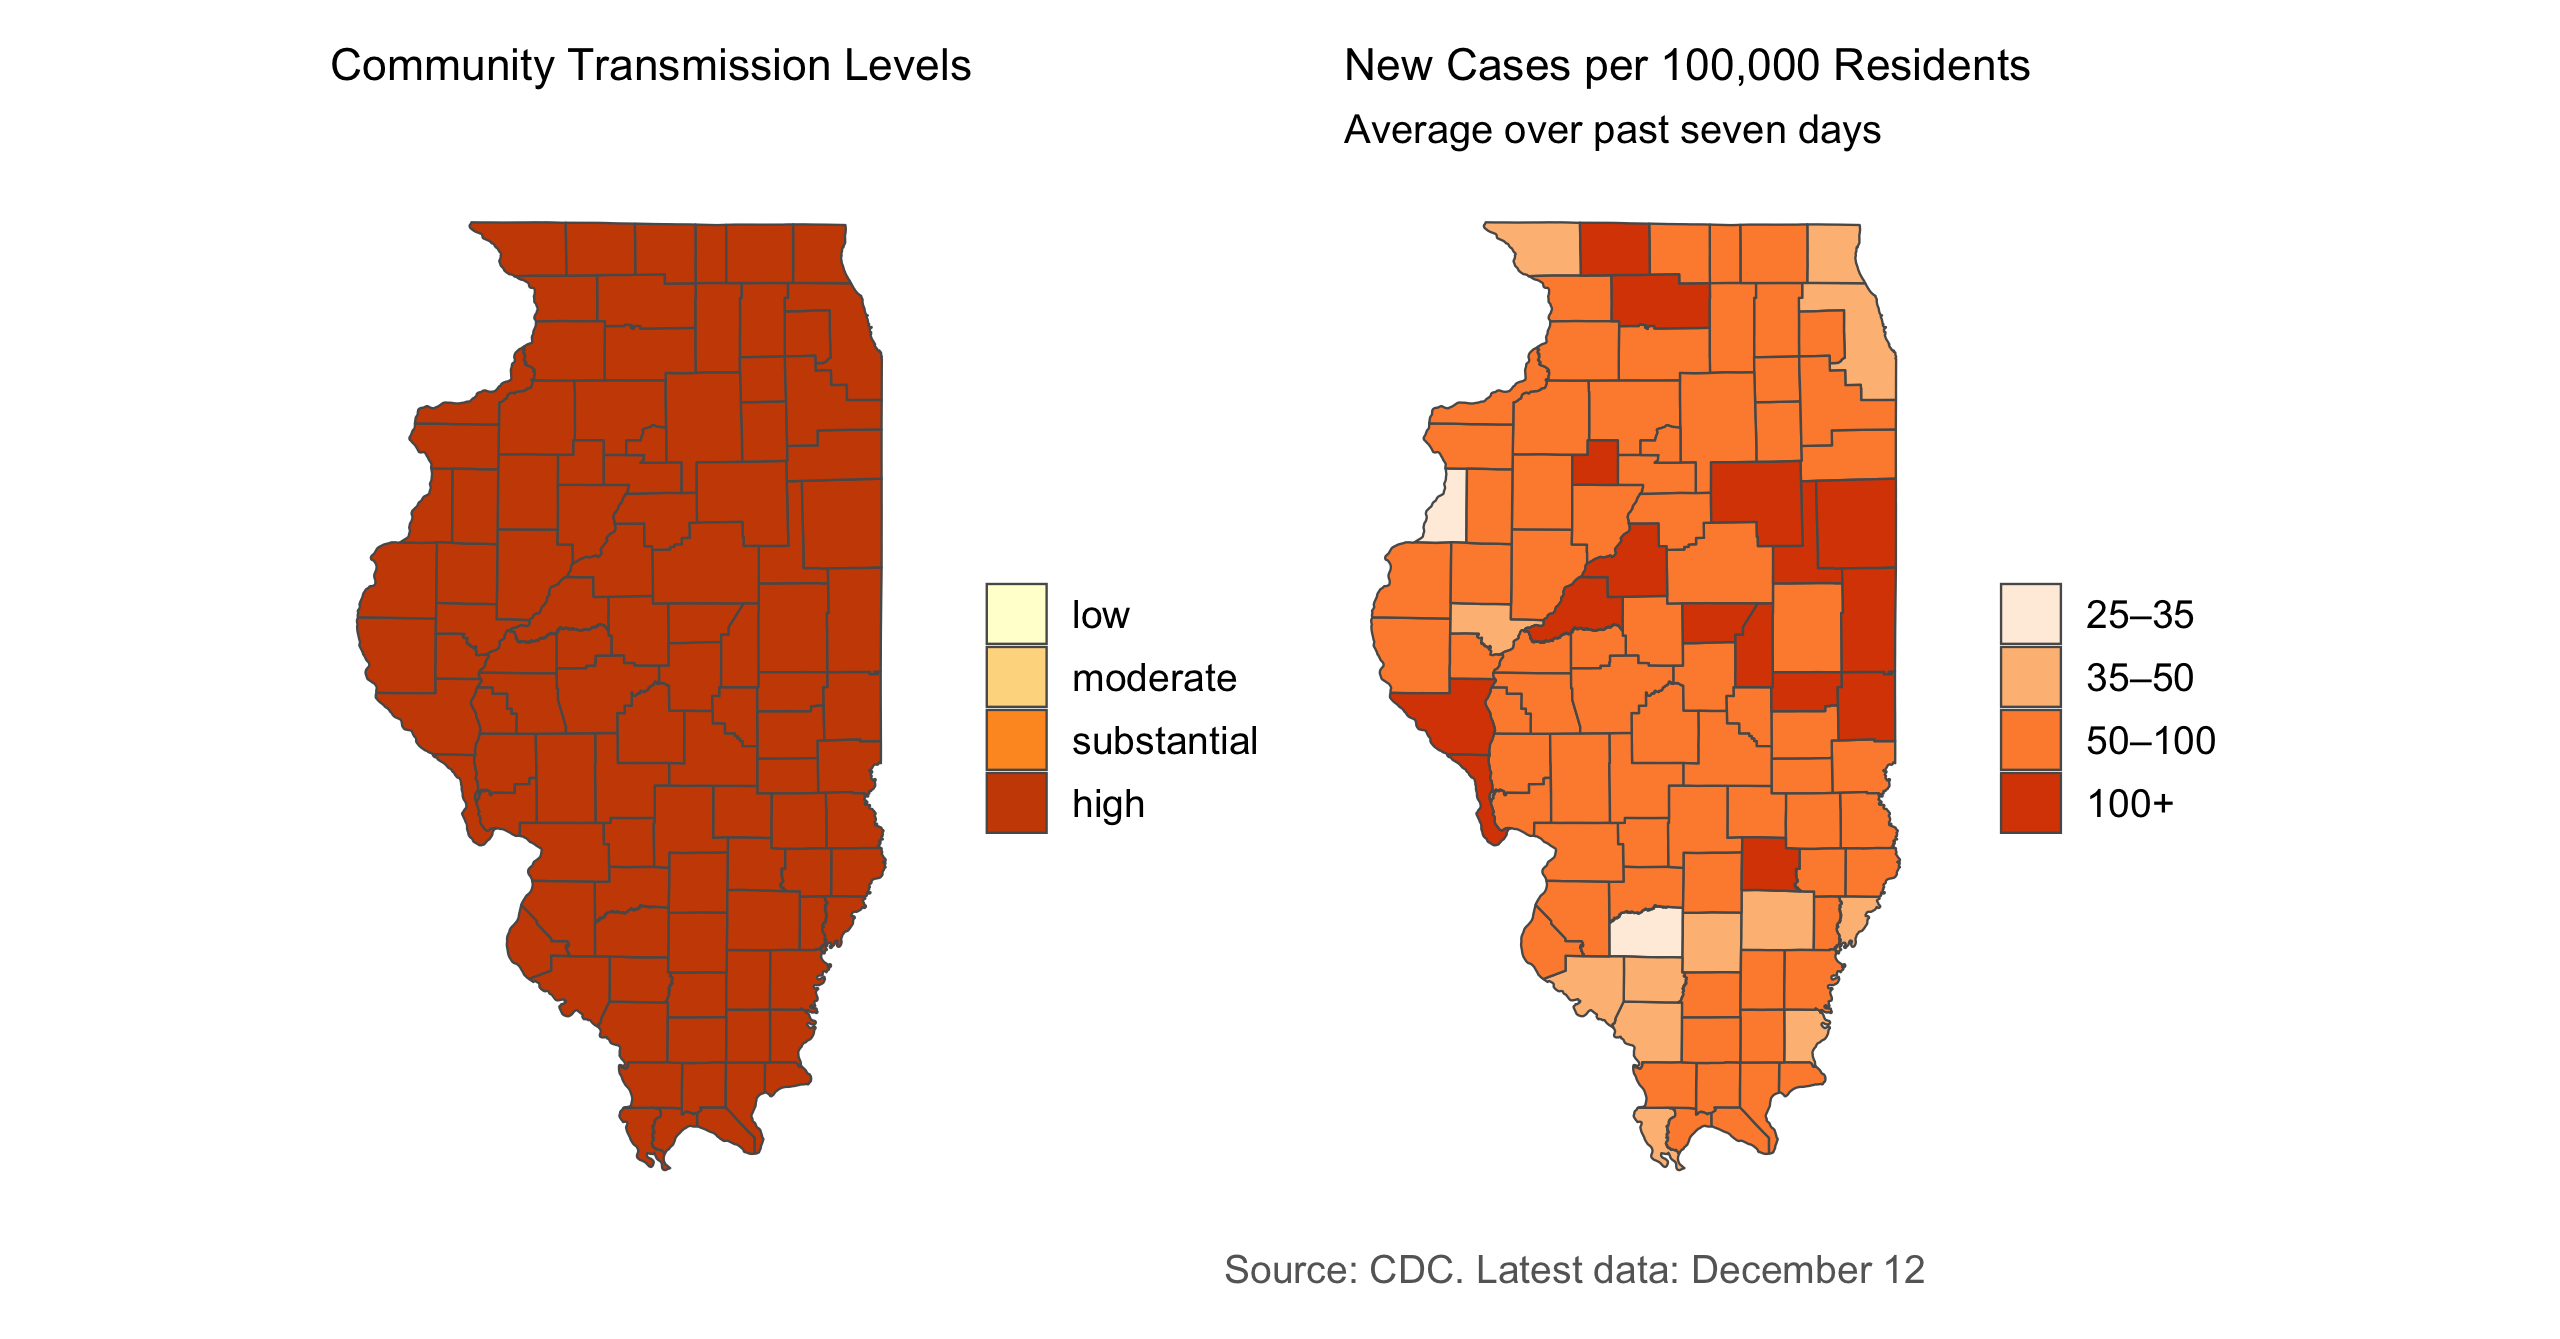 Community Transmission Levels
low
moderate
substantial
high
New Cases per 100,000 Residents
Average over past seven days
25–35
35–50
50–100
100+
Source: CDC. Latest data: December 12